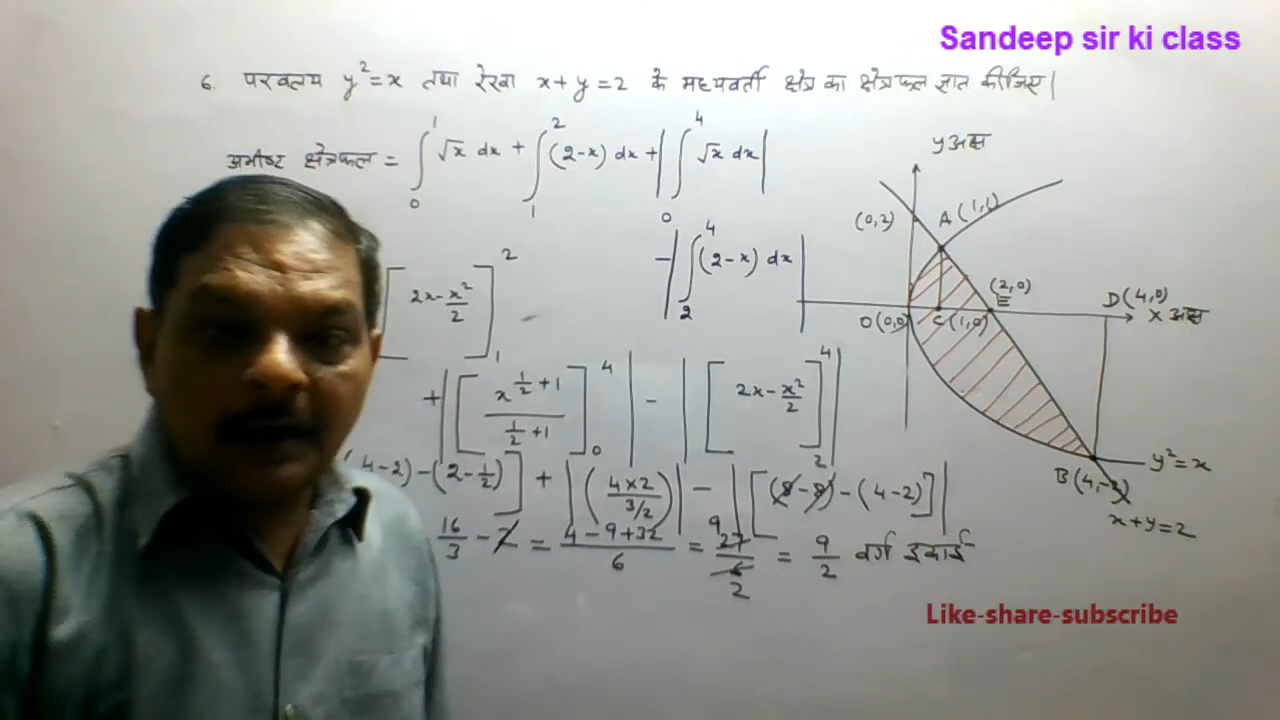 Sandeep sir ki class
6. परवलय y²=x तथा रेखा x+y=2 के मध्यवर्ती क्षेत्र का क्षेत्रफल ज्ञात कीजिए|
अभीष्ट क्षेत्रफल = ∫₀¹ √x dx + ∫₁² (2-x) dx + |∫₀⁴ √x dx|
- |∫₂⁴ (2-x) dx|
[2x - x²/2]₁²
+ |[x^(1/2+1) / (1/2+1)]₀⁴| - |[2x - x²/2]₂⁴|
4-2) - (2 - 1/2)] + |(4×2 / 3/2)| - |[(8-8) - (4-2)]|
16/3 - 2 = (4-9+32)/6 = 27/6 = 9/2 वर्ग इकाई
y अक्ष
(0,2)
A(1,1)
(2,0)
E
D(4,0)
x अक्ष
O(0,0)
C(1,0)
y²=x
B(4,-2)
x+y=2
Like-share-subscribe